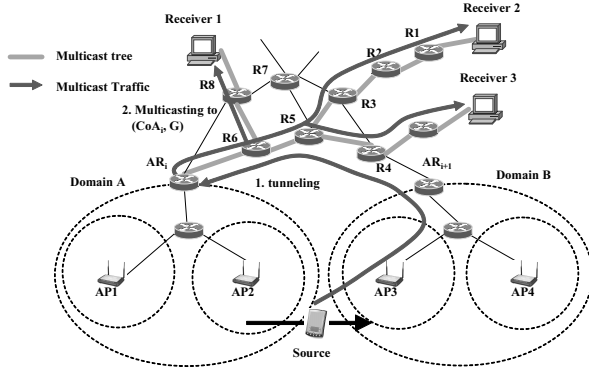 Receiver 1
Receiver 2
R1
Multicast tree
R2
R7
Receiver 3
Multicast Traffic
R8
R3
2. Multicasting to
(CoAi, G)
R5
R6
R4
ARi
ARi+1
Domain A
1. tunneling
Domain B
AP1
AP2
AP3
AP4
Source